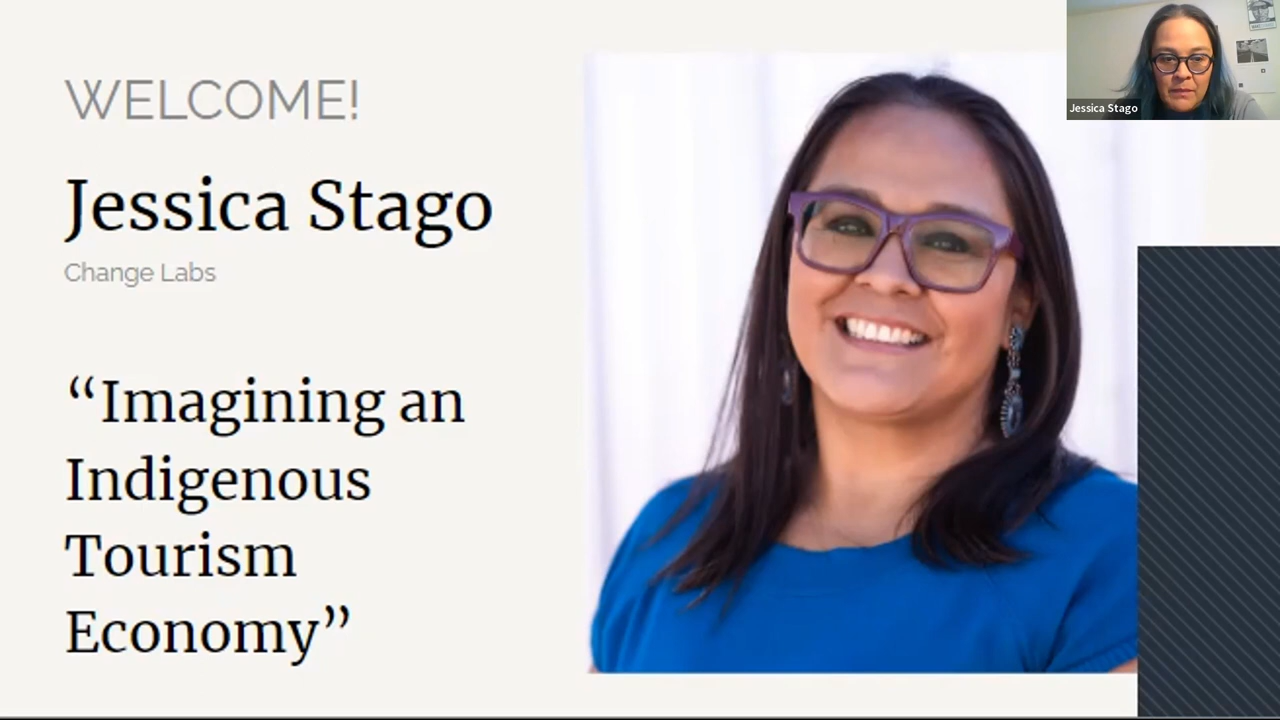 WELCOME!
Jessica Stago
Change Labs
“Imagining an
Indigenous
Tourism
Economy”
Jessica Stago